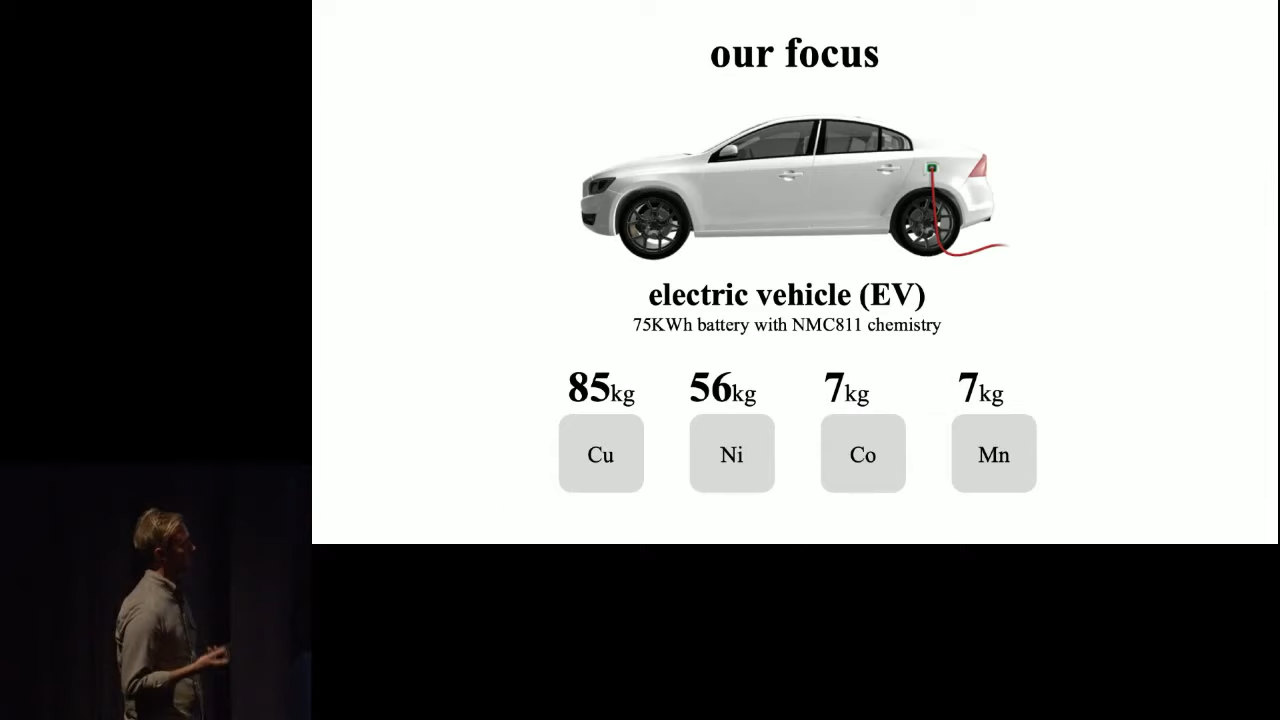 our focus
electric vehicle (EV)
75KWh battery with NMC811 chemistry
85kg 56kg 7kg 7kg
Cu Ni Co Mn